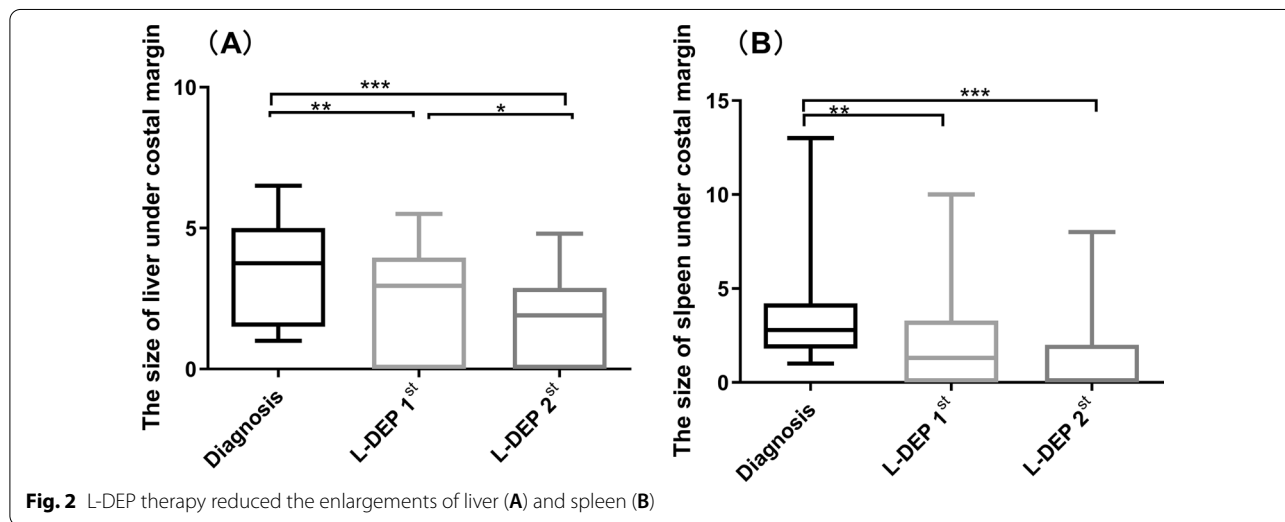 (A)
The size of liver under costal margin
10
5
0
***
**
*
Diagnosis
L-DEP 1st
L-DEP 2st
(B)
The size of slpeen under costal margin
15
10
5
0
***
**
Diagnosis
L-DEP 1st
L-DEP 2st
Fig. 2 L-DEP therapy reduced the enlargements of liver (A) and spleen (B)